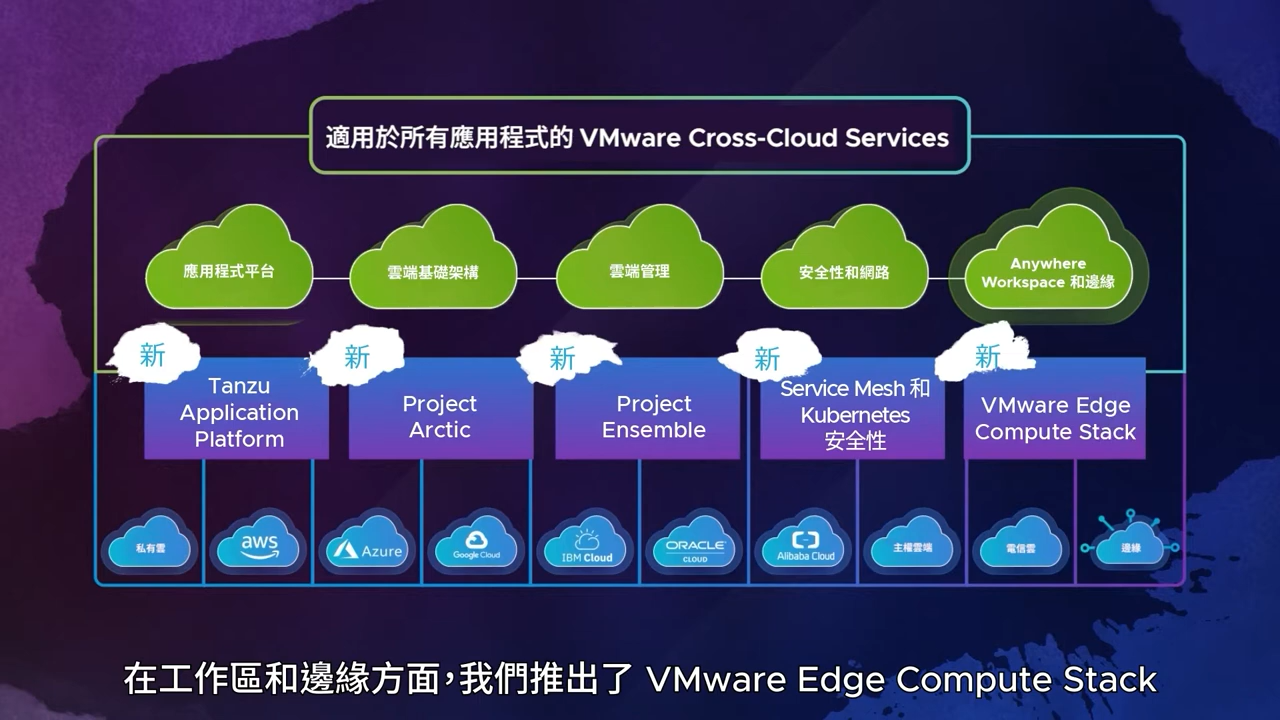 適用於所有應用程式的 VMware Cross-Cloud Services
應用程式平台
雲端基礎架構
雲端管理
安全性和網路
Anywhere
Workspace 和邊緣
新
新
新
新
新
Tanzu
Application
Platform
Project
Arctic
Project
Ensemble
Service Mesh 和
Kubernetes
安全性
VMware Edge
Compute Stack
私有雲
aws
Azure
Google Cloud
IBM Cloud
ORACLE
CLOUD
Alibaba Cloud
主權雲端
電信雲
邊緣
在工作區和邊緣方面，我們推出了 VMware Edge Compute Stack